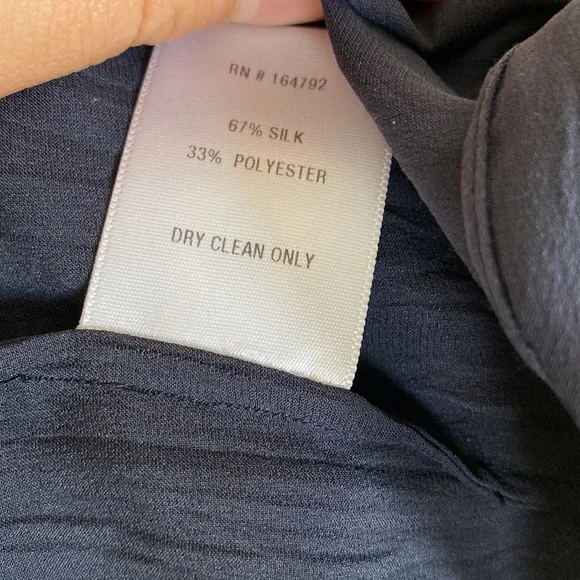 RN # 164792
67% SILK
33% POLYESTER
DRY CLEAN ONLY